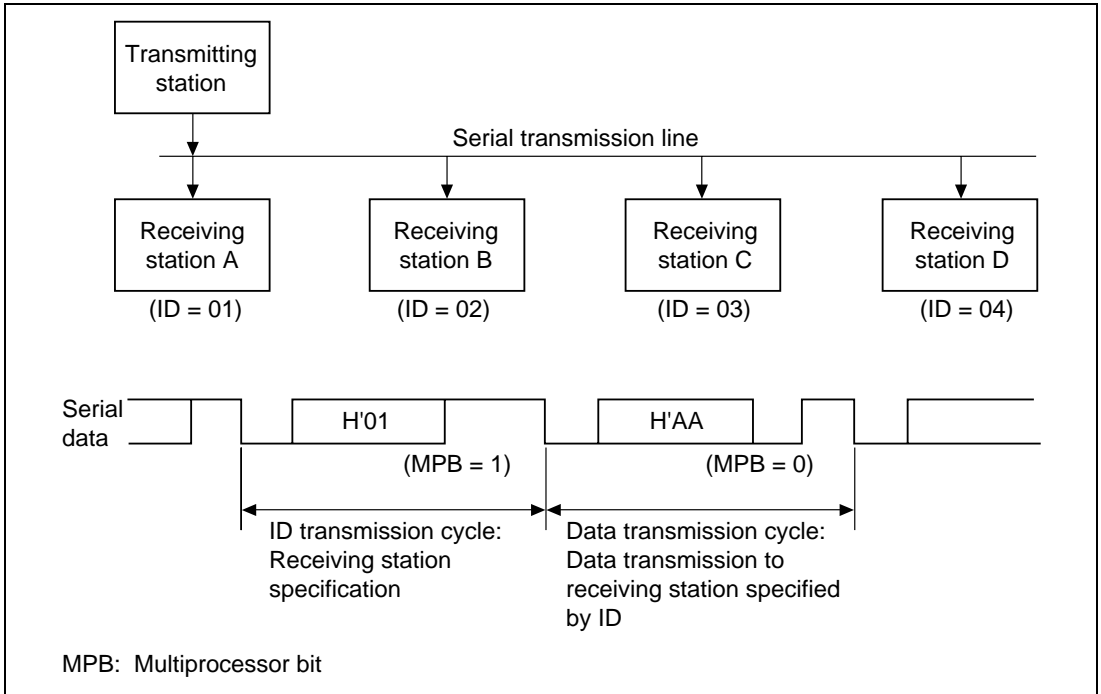 Transmitting
station
Serial transmission line
Receiving
station A
(ID = 01)
Receiving
station B
(ID = 02)
Receiving
station C
(ID = 03)
Receiving
station D
(ID = 04)
Serial
data
H'01
(MPB = 1)
H'AA
(MPB = 0)
ID transmission cycle:
Receiving station
specification
Data transmission cycle:
Data transmission to
receiving station specified
by ID
MPB: Multiprocessor bit